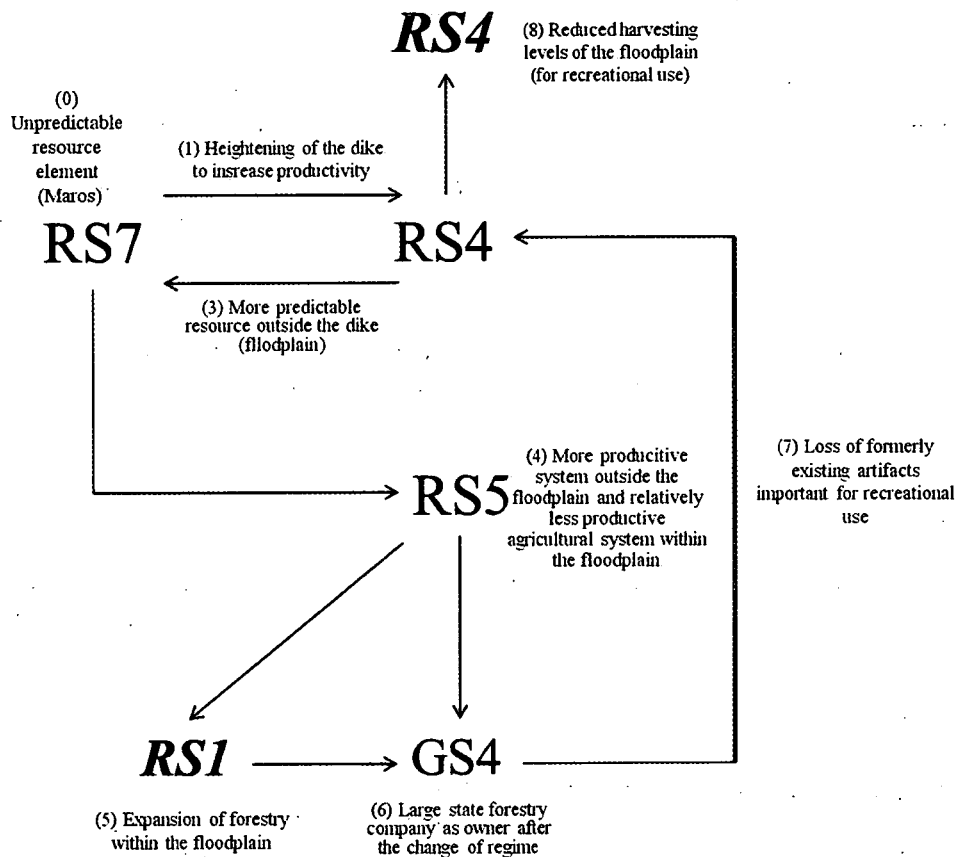 RS4
(8) Reduced harvesting
levels of the floodplain
(for recreational use)
(0)
Unpredictable
resource
element
(Maros)
RS7
(1) Heightening of the dike
to increase productivity
RS4
(3) More predictable
resource outside the dike
(fllodplain)
RS5
(4) More producitive
system outside the
floodplain and relatively
less productive
agricultural system within
the floodplain
(7) Loss of formerly
existing artifacts
important for recreational
use
RS1
(5) Expansion of forestry
within the floodplain
GS4
(6) Large state forestry
company as owner after
the change of regime